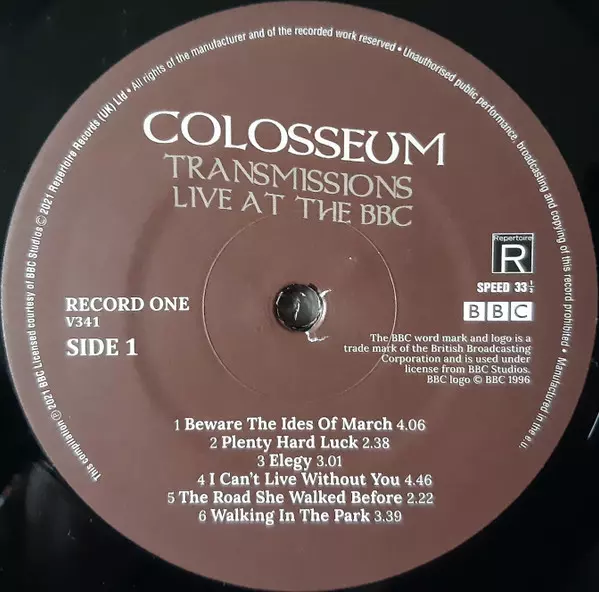 This compilation ℗ 2021 BBC Licensed courtesy of BBC Studios © 2021 Repertoire Records (UK) Ltd • All rights of the manufacturer and of the recorded work reserved • Unauthorised public performance, broadcasting and copying of this record prohibited • Manufactured in the e.u.
COLOSSEUM
TRANSMISSIONS
LIVE AT THE BBC
Repertoire
R
SPEED 33⅓
BBC
RECORD ONE
V341
SIDE 1
The BBC word mark and logo is a
trade mark of the British Broadcasting
Corporation and is used under
license from BBC Studios.
BBC logo © BBC 1996
1 Beware The Ides Of March 4.06
2 Plenty Hard Luck 2.38
3 Elegy 3.01
4 I Can't Live Without You 4.46
5 The Road She Walked Before 2.22
6 Walking In The Park 3.39